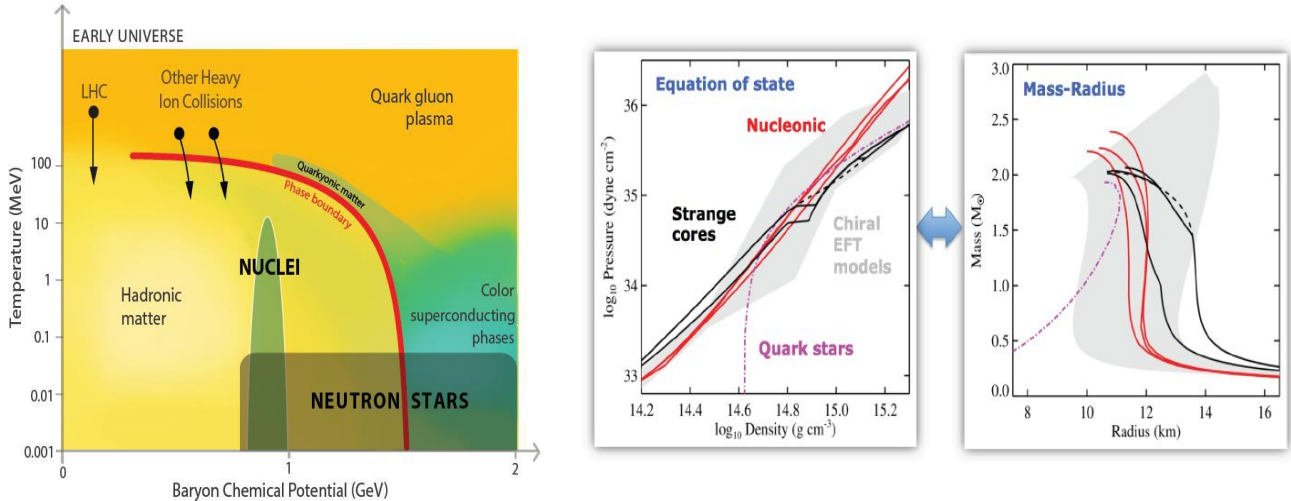 EARLY UNIVERSE
LHC
Other Heavy
Ion Collisions
Quark gluon
plasma
Quarkyonic matter
Phase boundary
NUCLEI
Hadronic
matter
Color
superconducting
phases
NEUTRON STARS
Temperature (MeV)
100
10
1
0.1
0.01
0.001
0
1
2
Baryon Chemical Potential (GeV)
Equation of state
Nucleonic
Strange
cores
Chiral
EFT
models
Quark stars
log₁₀ Pressure (dyne cm⁻²)
36
35
34
33
14.2 14.4 14.6 14.8 15.0 15.2
log₁₀ Density (g cm⁻³)
Mass-Radius
Mass (M☉)
3.0
2.5
2.0
1.5
1.0
0.5
0.0
8 10 12 14 16
Radius (km)